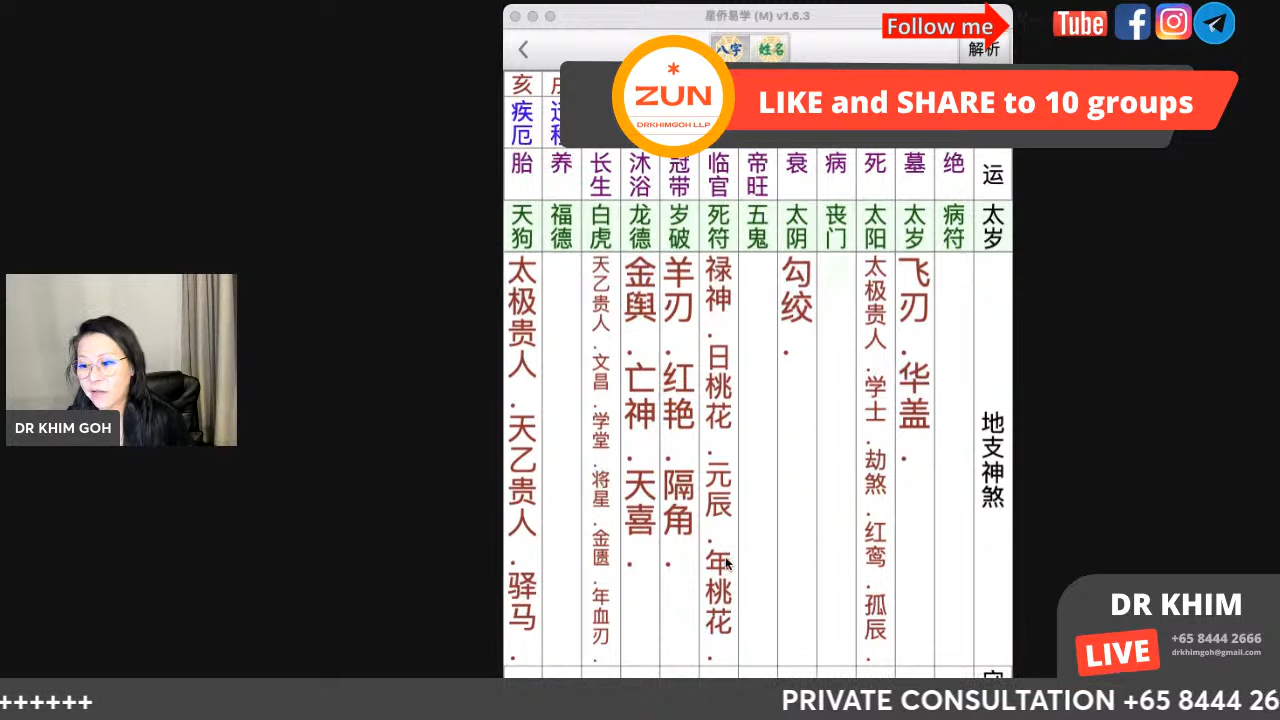 星侨易学 (M) v1.6.3
Follow me
Tube
八字 姓名
解析
ZUN
DRKHIMGOH LLP
LIKE and SHARE to 10 groups
亥
疾厄
胎 养 长生 沐浴 冠带 临官 帝旺 衰 病 死 墓 绝 运
天狗 福德 白虎 龙德 岁破 死符 五鬼 太阴 丧门 太阳 太岁 病符 太岁
太极贵人.天乙贵人.驿马.
天乙贵人.文昌.学堂.将星.金匮.年血刃.
金舆.亡神.天喜.
羊刃.红艳.隔角.
禄神.日桃花.元辰.年桃花.
勾绞.
太极贵人.学士.劫煞.红鸾.孤辰.
飞刃.华盖.
地支神煞
DR KHIM GOH
DR KHIM
LIVE
+65 8444 2666
drkhimgoh@gmail.com
++++++
PRIVATE CONSULTATION +65 8444 26